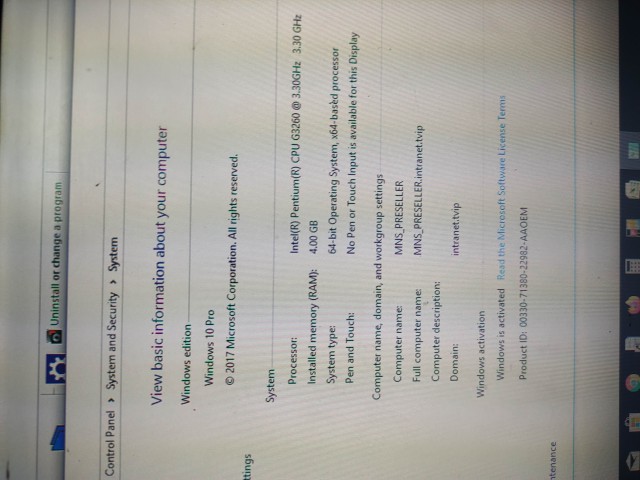 Uninstall or change a program
Control Panel > System and Security > System
View basic information about your computer
Windows edition
Windows 10 Pro
© 2017 Microsoft Corporation. All rights reserved.
System
Processor: Intel(R) Pentium(R) CPU G3260 @ 3.30GHz 3.30 GHz
Installed memory (RAM): 4.00 GB
System type: 64-bit Operating System, x64-based processor
Pen and Touch: No Pen or Touch Input is available for this Display
Computer name, domain, and workgroup settings
Computer name: MNS_PRESELLER
Full computer name: MNS_PRESELLER.intranet.tvip
Computer description:
Domain: intranet.tvip
Windows activation
Windows is activated Read the Microsoft Software License Terms
Product ID: 00330-71380-22982-AAOEM
ttings
ntenance